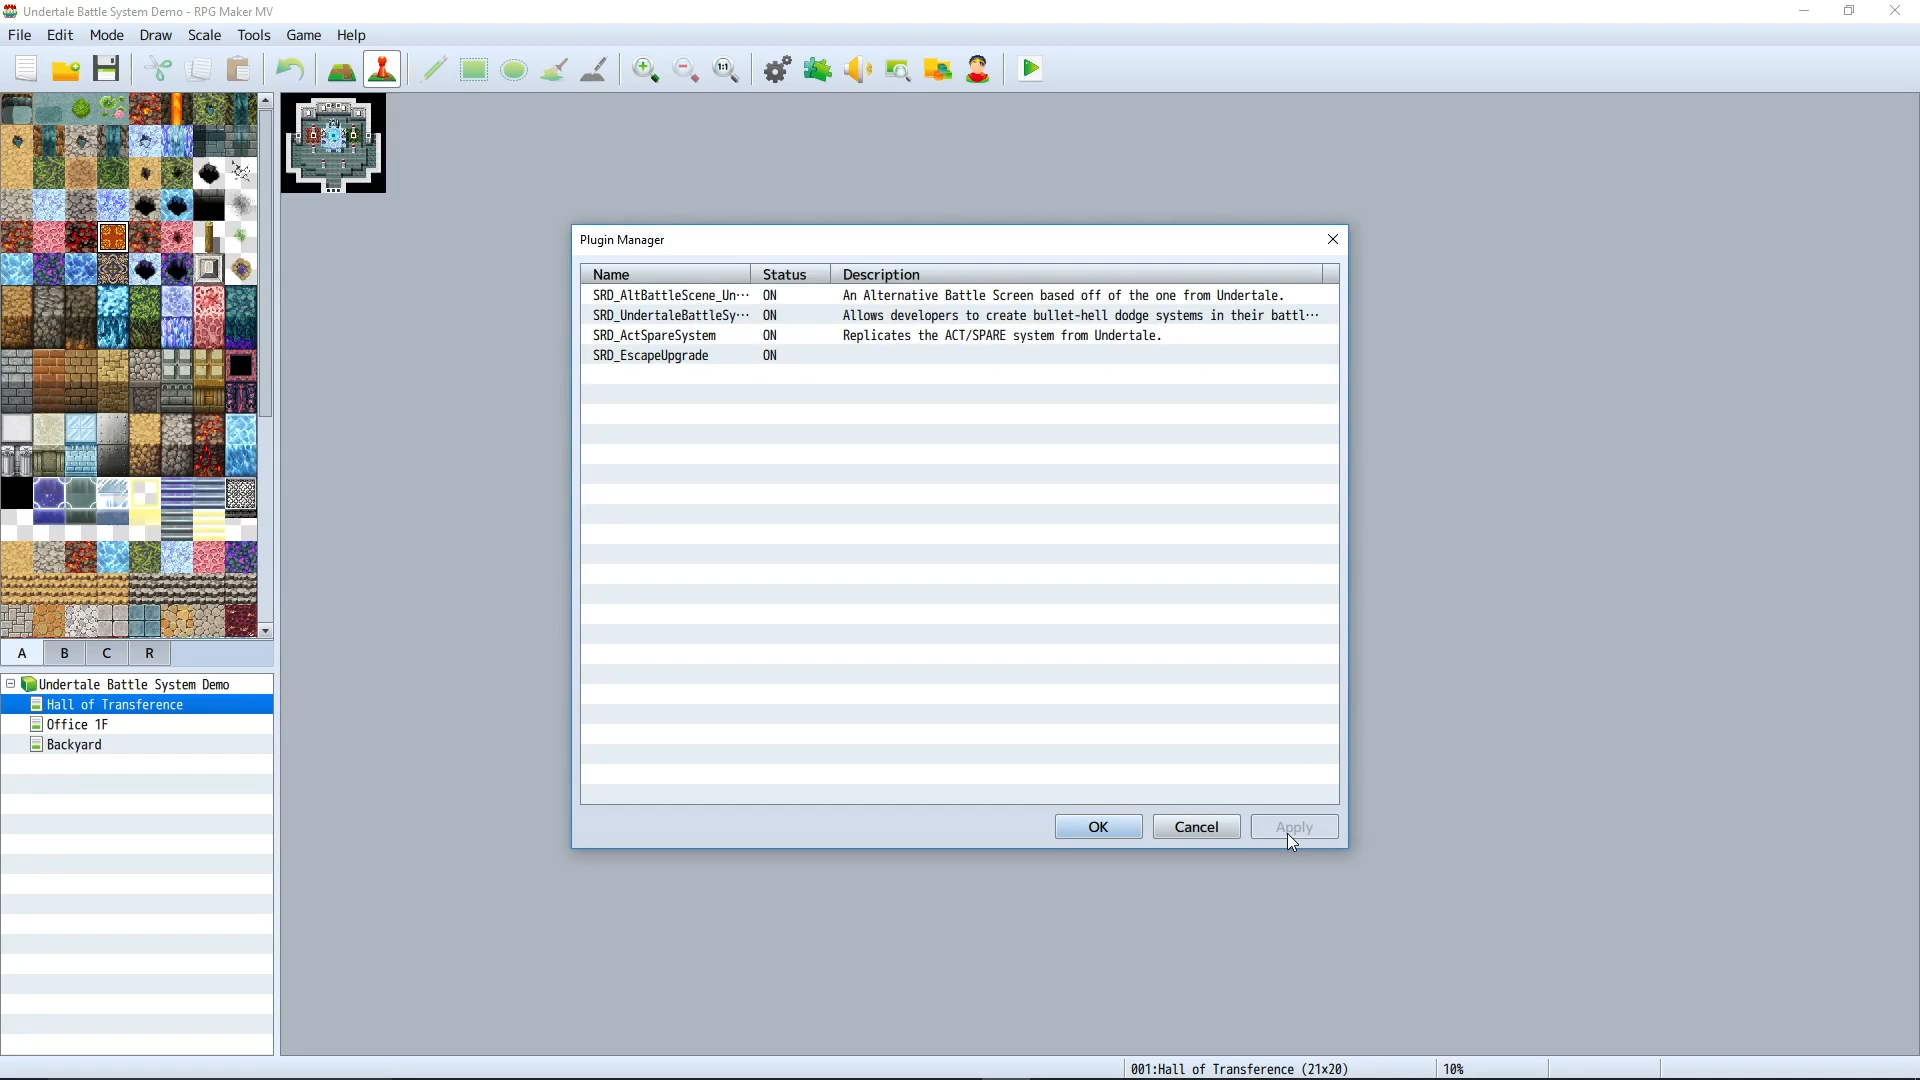 Undertale Battle System Demo - RPG Maker MV
File Edit Mode Draw Scale Tools Game Help
1:1
Plugin Manager
Name Status Description
SRD_AltBattleScene_Un··· ON An Alternative Battle Screen based off of the one from Undertale.
SRD_UndertaleBattleSy··· ON Allows developers to create bullet-hell dodge systems in their battl···
SRD_ActSpareSystem ON Replicates the ACT/SPARE system from Undertale.
SRD_EscapeUpgrade ON
A B C R
Undertale Battle System Demo
Hall of Transference
Office 1F
Backyard
OK Cancel Apply
001:Hall of Transference (21x20) 10%